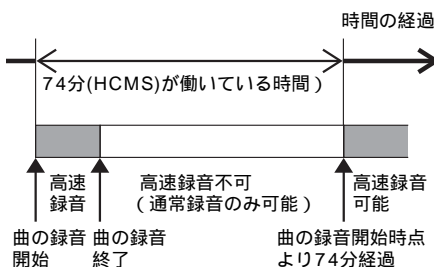 時間の経過
74分(HCMS)が働いている時間）
高速
録音
高速録音不可
（通常録音のみ可能）
高速録音
可能
曲の録音
開始
曲の録音
終了
曲の録音開始時点
より74分経過